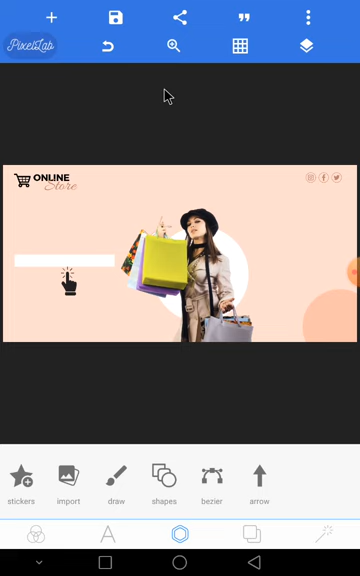 PixelLab
ONLINE
Store
stickers
import
draw
shapes
bezier
arrow